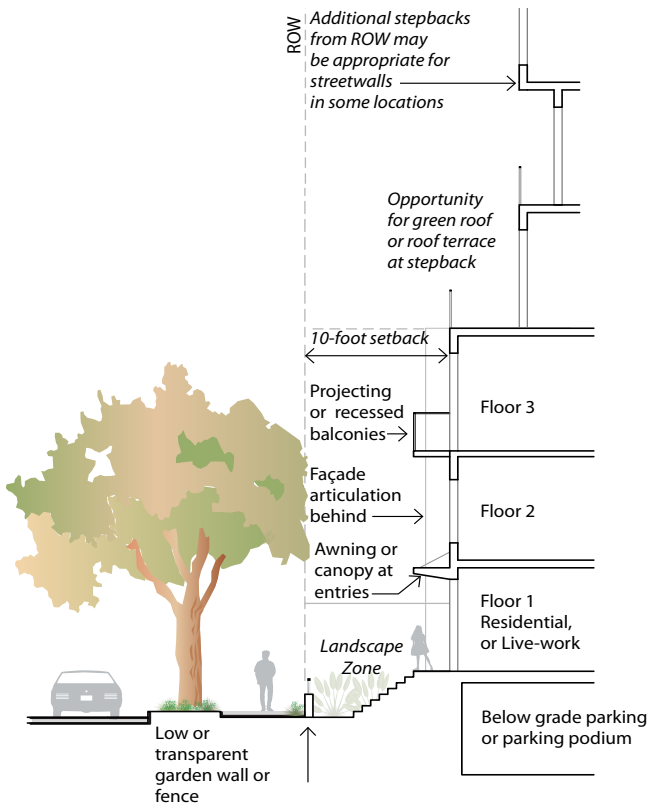 ROW
Additional stepbacks
from ROW may
be appropriate for
streetwalls
in some locations
Opportunity
for green roof
or roof terrace
at stepback
10-foot setback
Projecting
or recessed
balconies
Floor 3
Façade
articulation
behind
Floor 2
Awning or
canopy at
entries
Floor 1
Residential,
or Live-work
Landscape
Zone
Low or
transparent
garden wall or
fence
Below grade parking
or parking podium